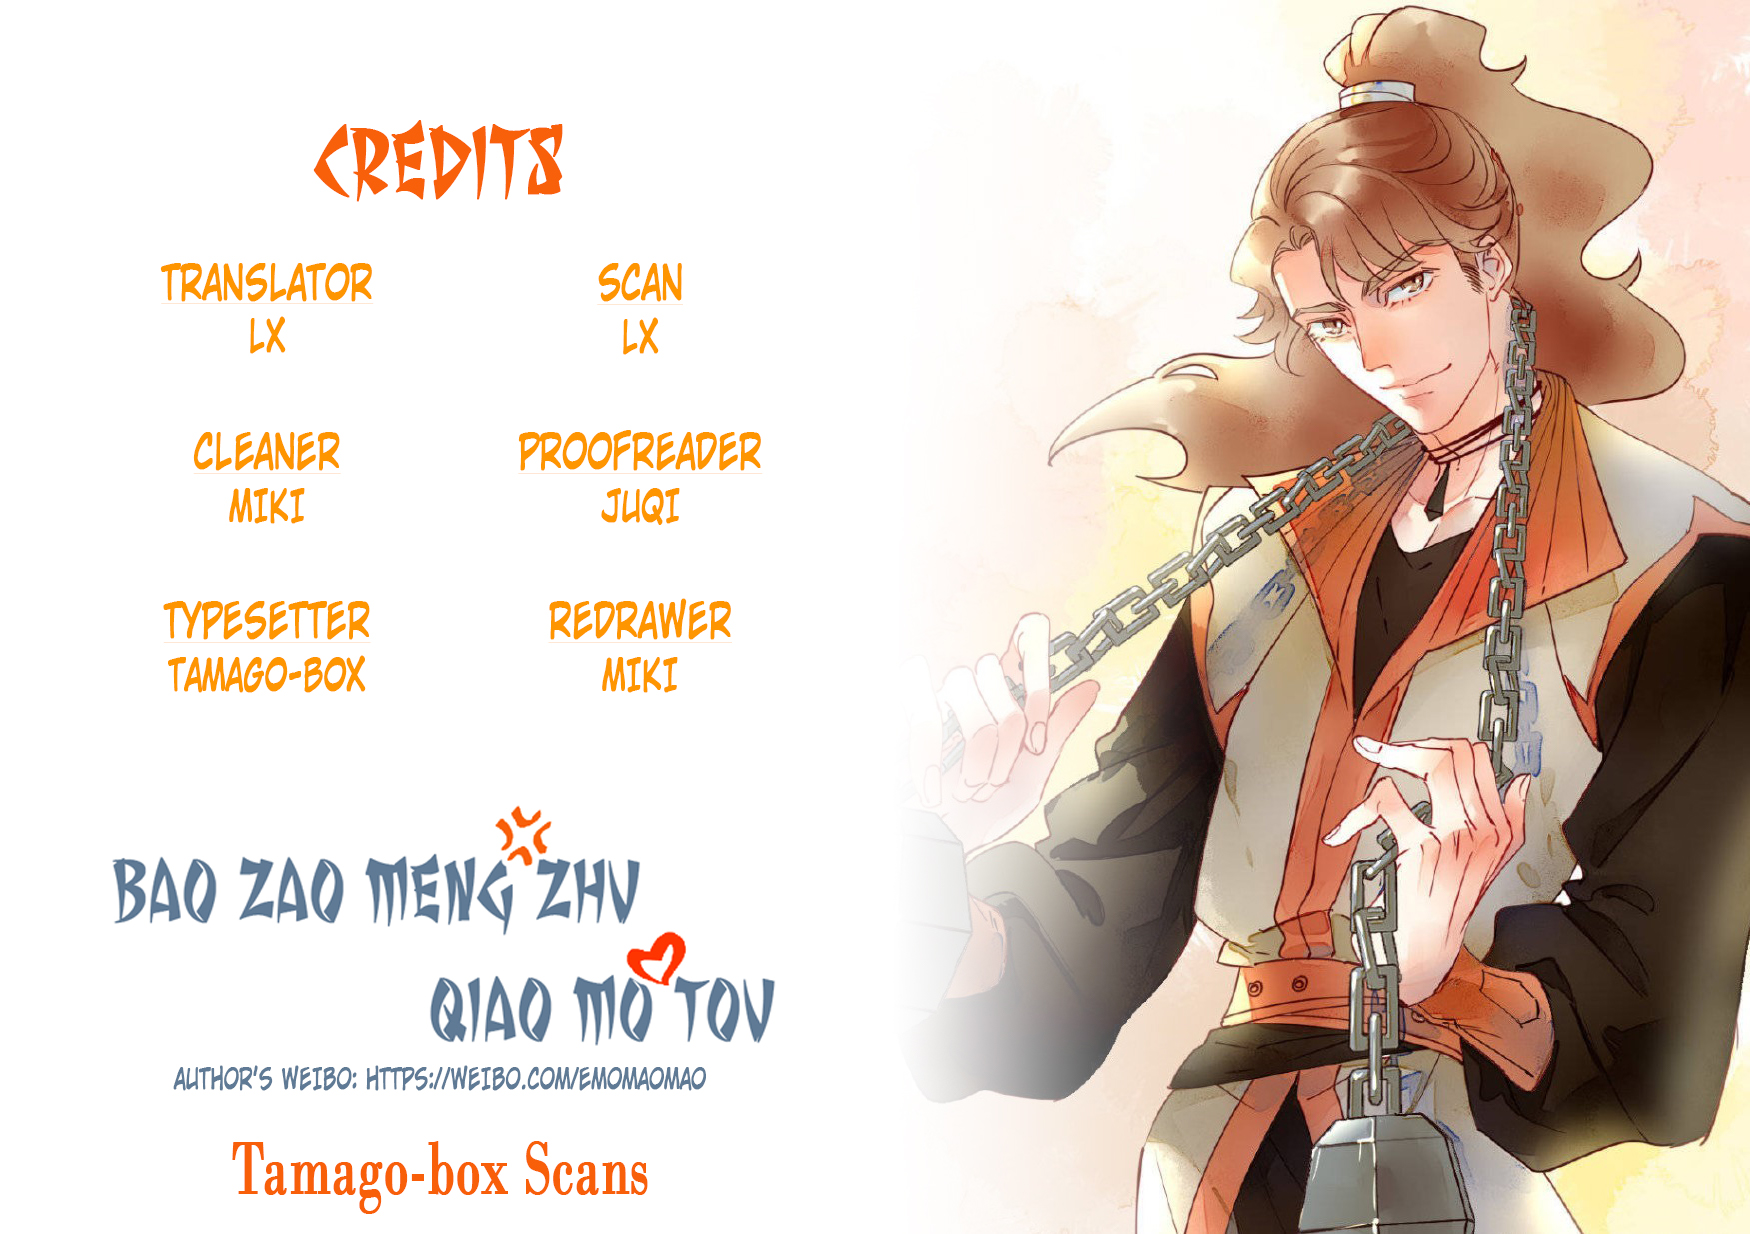 CREDITS
TRANSLATOR
LX
SCAN
LX
CLEANER
MIKI
PROOFREADER
JUQI
TYPESETTER
TAMAGO-BOX
REDRAWER
MIKI
BAO ZAO MENG ZHU
QIAO MO TOU
AUTHOR'S WEIBO: HTTPS://WEIBO.COM/EMOMAOMAO
Tamago-box Scans